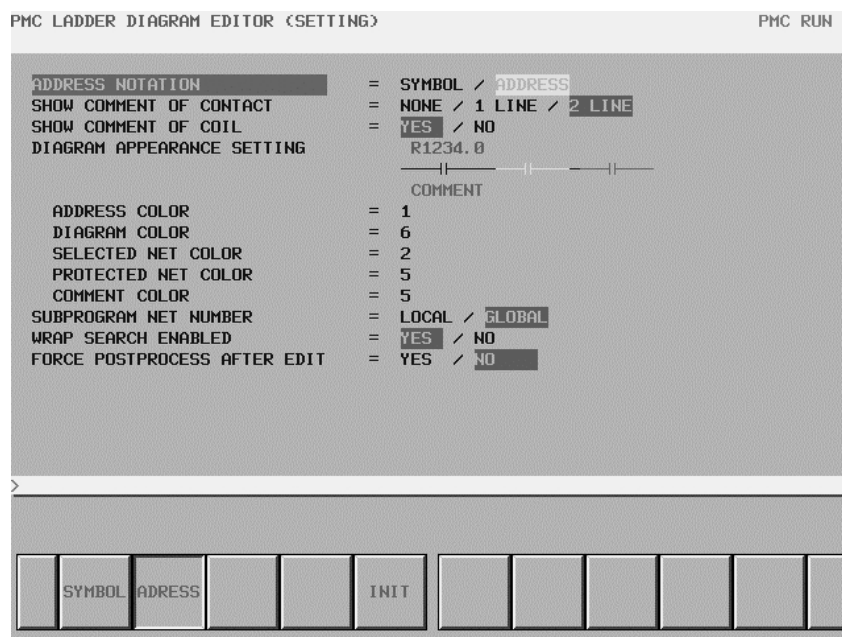 PMC LADDER DIAGRAM EDITOR (SETTING) PMC RUN
ADDRESS NOTATION = SYMBOL / ADDRESS
SHOW COMMENT OF CONTACT = NONE / 1 LINE / 2 LINE
SHOW COMMENT OF COIL = YES / NO
DIAGRAM APPEARANCE SETTING R1234.0
COMMENT
ADDRESS COLOR = 1
DIAGRAM COLOR = 6
SELECTED NET COLOR = 2
PROTECTED NET COLOR = 5
COMMENT COLOR = 5
SUBPROGRAM NET NUMBER = LOCAL / GLOBAL
WRAP SEARCH ENABLED = YES / NO
FORCE POSTPROCESS AFTER EDIT = YES / NO
>
SYMBOL ADRESS INIT